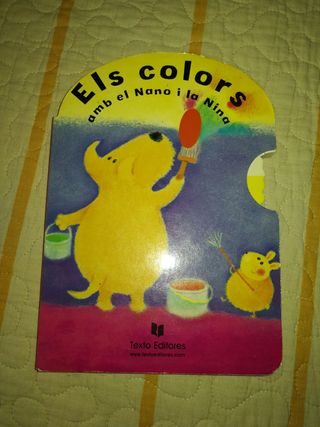 Els colors
amb el Nano i la Nina
Texto Editores
www.textoeditores.com